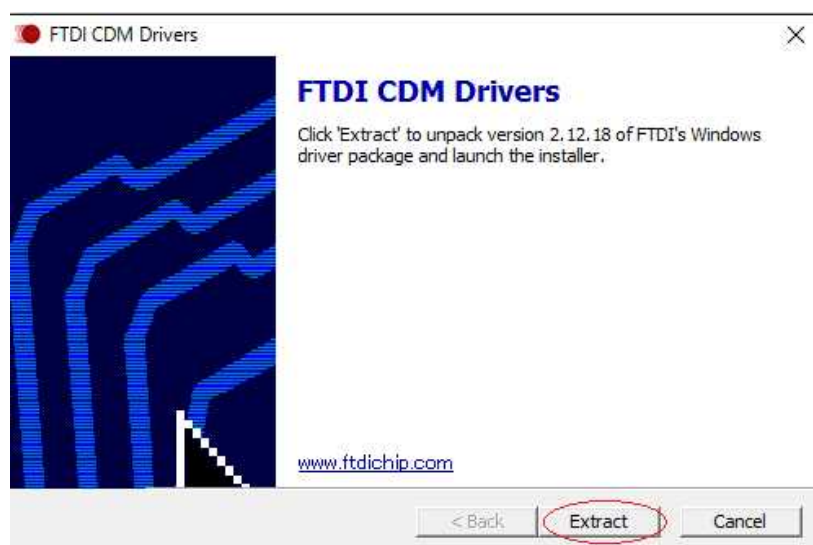 FTDI CDM Drivers
FTDI CDM Drivers
Click 'Extract' to unpack version 2.12.18 of FTDI's Windows
driver package and launch the installer.
www.ftdichip.com
< Back Extract Cancel